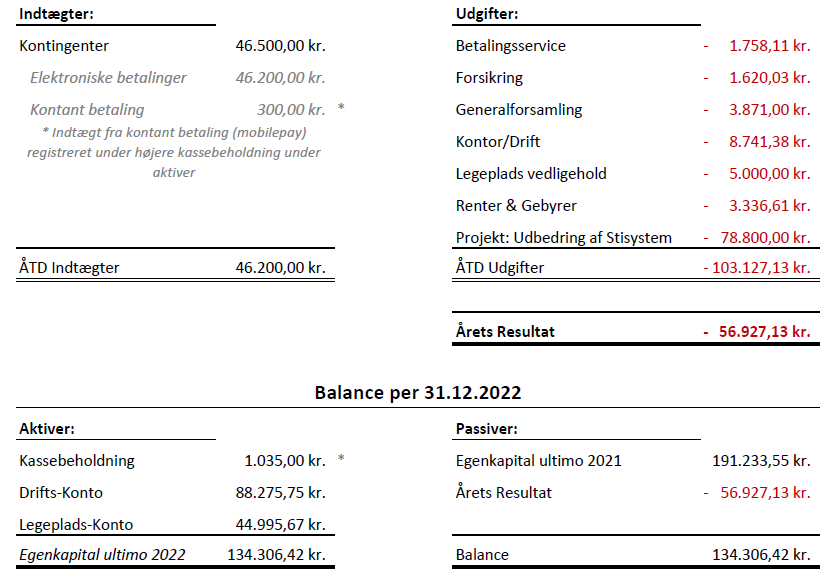 Indtægter:
Kontingenter 46.500,00 kr.
Elektroniske betalinger 46.200,00 kr.
Kontant betaling 300,00 kr. *
* Indtægt fra kontant betaling (mobilepay)
registreret under højere kassebeholdning under
aktiver
ÅTD Indtægter 46.200,00 kr.
Udgifter:
Betalingsservice - 1.758,11 kr.
Forsikring - 1.620,03 kr.
Generalforsamling - 3.871,00 kr.
Kontor/Drift - 8.741,38 kr.
Legeplads vedligehold - 5.000,00 kr.
Renter & Gebyrer - 3.336,61 kr.
Projekt: Udbedring af Stisystem - 78.800,00 kr.
ÅTD Udgifter - 103.127,13 kr.
Årets Resultat - 56.927,13 kr.
Balance per 31.12.2022
Aktiver:
Kassebeholdning 1.035,00 kr. *
Drifts-Konto 88.275,75 kr.
Legeplads-Konto 44.995,67 kr.
Egenkapital ultimo 2022 134.306,42 kr.
Passiver:
Egenkapital ultimo 2021 191.233,55 kr.
Årets Resultat - 56.927,13 kr.
Balance 134.306,42 kr.